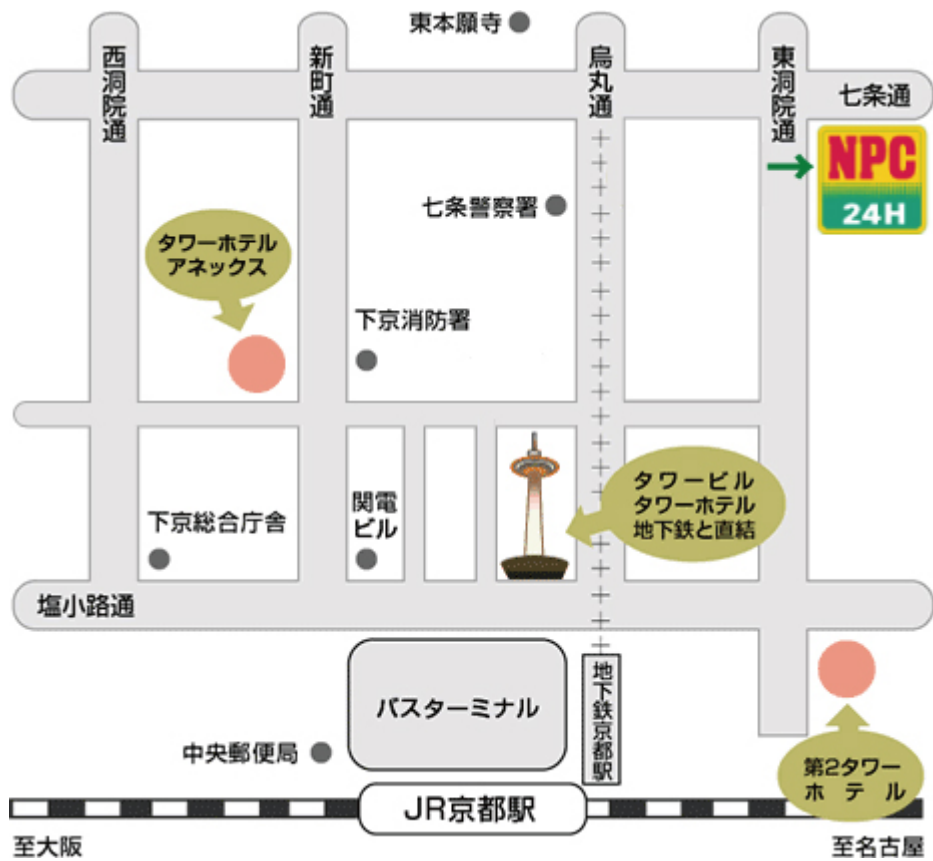 東本願寺
西洞院通
新町通
烏丸通
東洞院通
七条通
NPC
24H
七条警察署
タワーホテル
アネックス
下京消防署
タワービル
タワーホテル
地下鉄と直結
関電
ビル
下京総合庁舎
塩小路通
バスターミナル
地下鉄京都駅
中央郵便局
第2タワー
ホテル
JR京都駅
至大阪
至名古屋